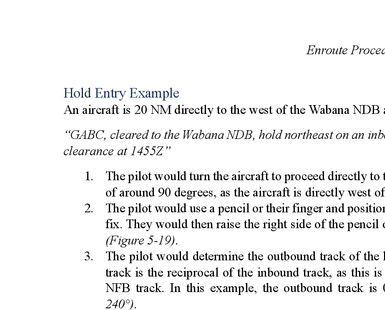 Enroute Proced
Hold Entry Example
An aircraft is 20 NM directly to the west of the Wabana NDB
“GABC, cleared to the Wabana NDB, hold northeast on an inb
clearance at 1455Z”
1. The pilot would turn the aircraft to proceed directly to
of around 90 degrees, as the aircraft is directly west of
2. The pilot would use a pencil or their finger and position
fix. They would then raise the right side of the pencil
(Figure 5-19).
3. The pilot would determine the outbound track of the
track is the reciprocal of the inbound track, as this is
NFB track. In this example, the outbound track is
240°).